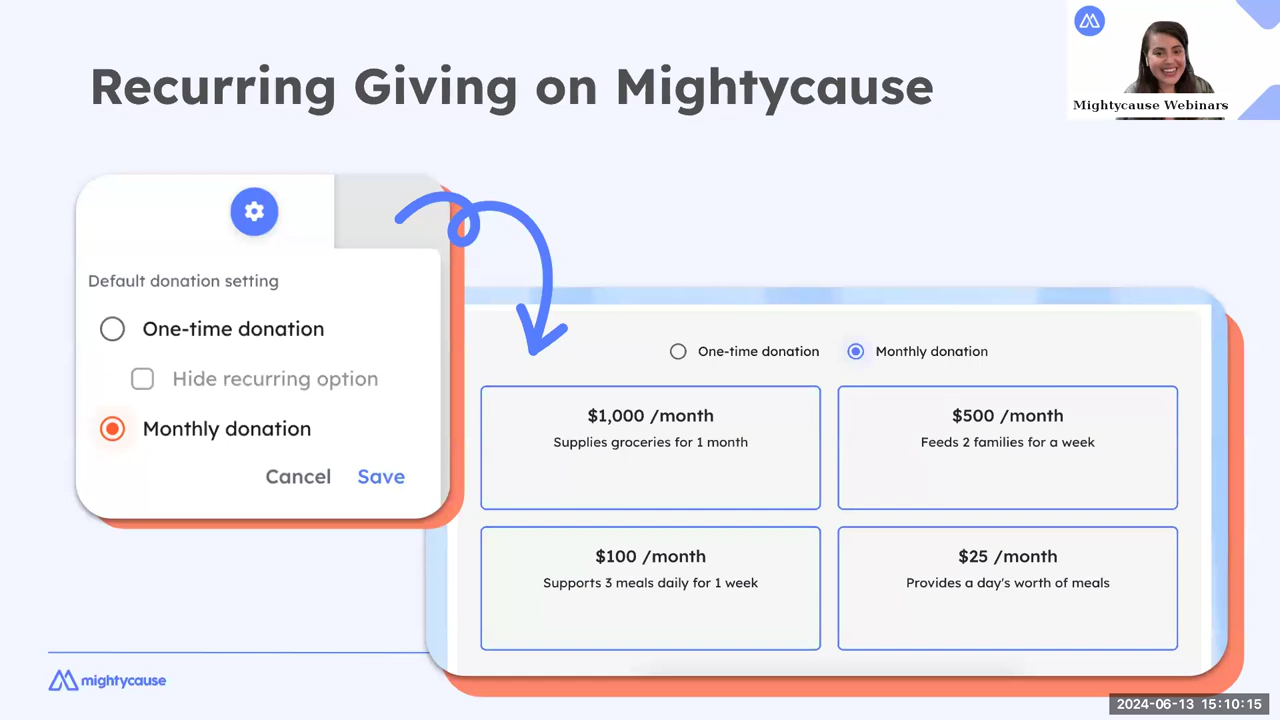 Recurring Giving on Mightycause
Mightycause Webinars
Default donation setting
One-time donation
Hide recurring option
Monthly donation
Cancel Save
One-time donation Monthly donation
$1,000 /month
Supplies groceries for 1 month
$500 /month
Feeds 2 families for a week
$100 /month
Supports 3 meals daily for 1 week
$25 /month
Provides a day's worth of meals
mightycause
2024-06-13 15:10:15